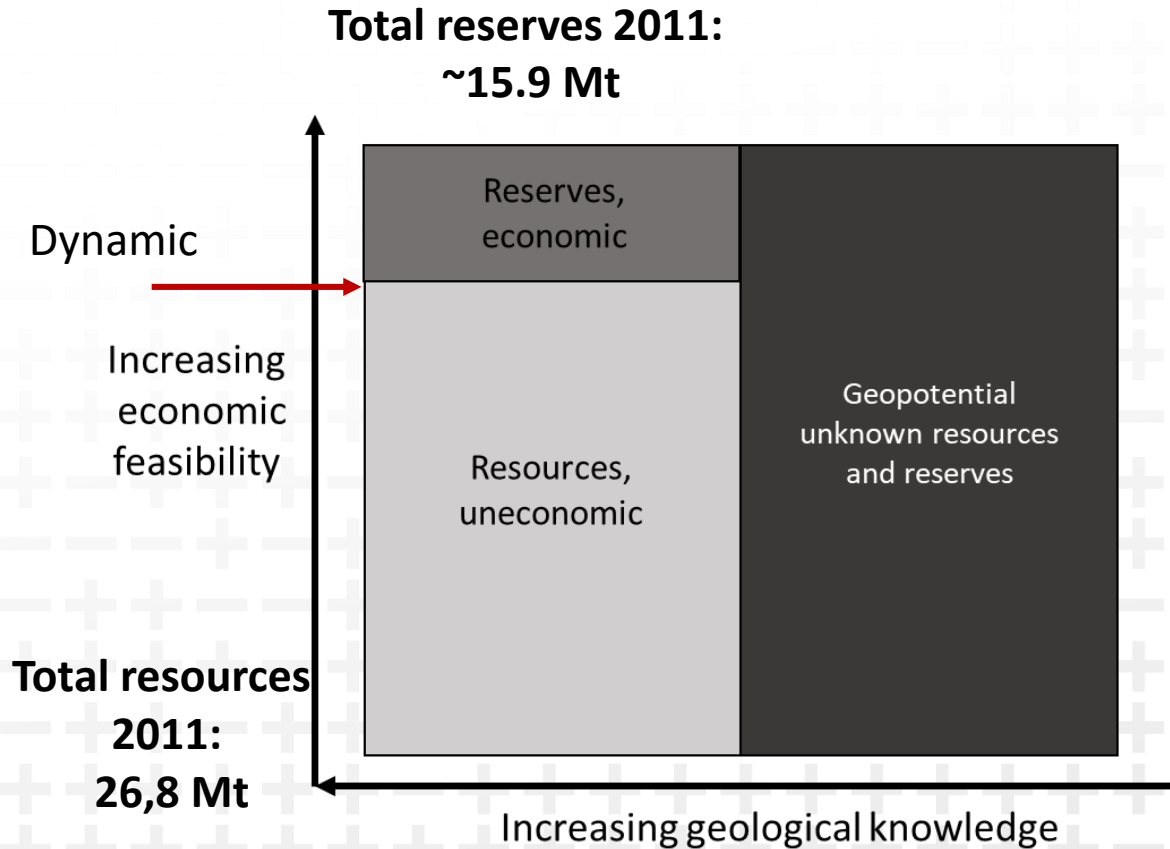 Total reserves 2011:
~15.9 Mt
Dynamic
Increasing
economic
feasibility
Reserves,
economic
Resources,
uneconomic
Geopotential
unknown resources
and reserves
Total resources
2011:
26,8 Mt
Increasing geological knowledge